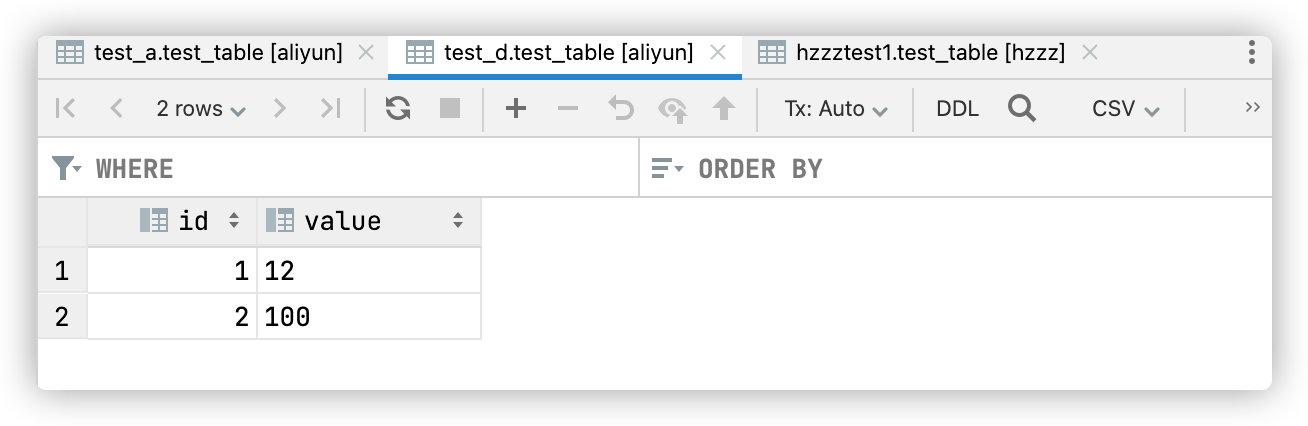 test_a.test_table [aliyun] test_d.test_table [aliyun] hzzztest1.test_table [hzzz]
2 rows Tx: Auto DDL CSV
WHERE ORDER BY
id value
1 1 12
2 2 100